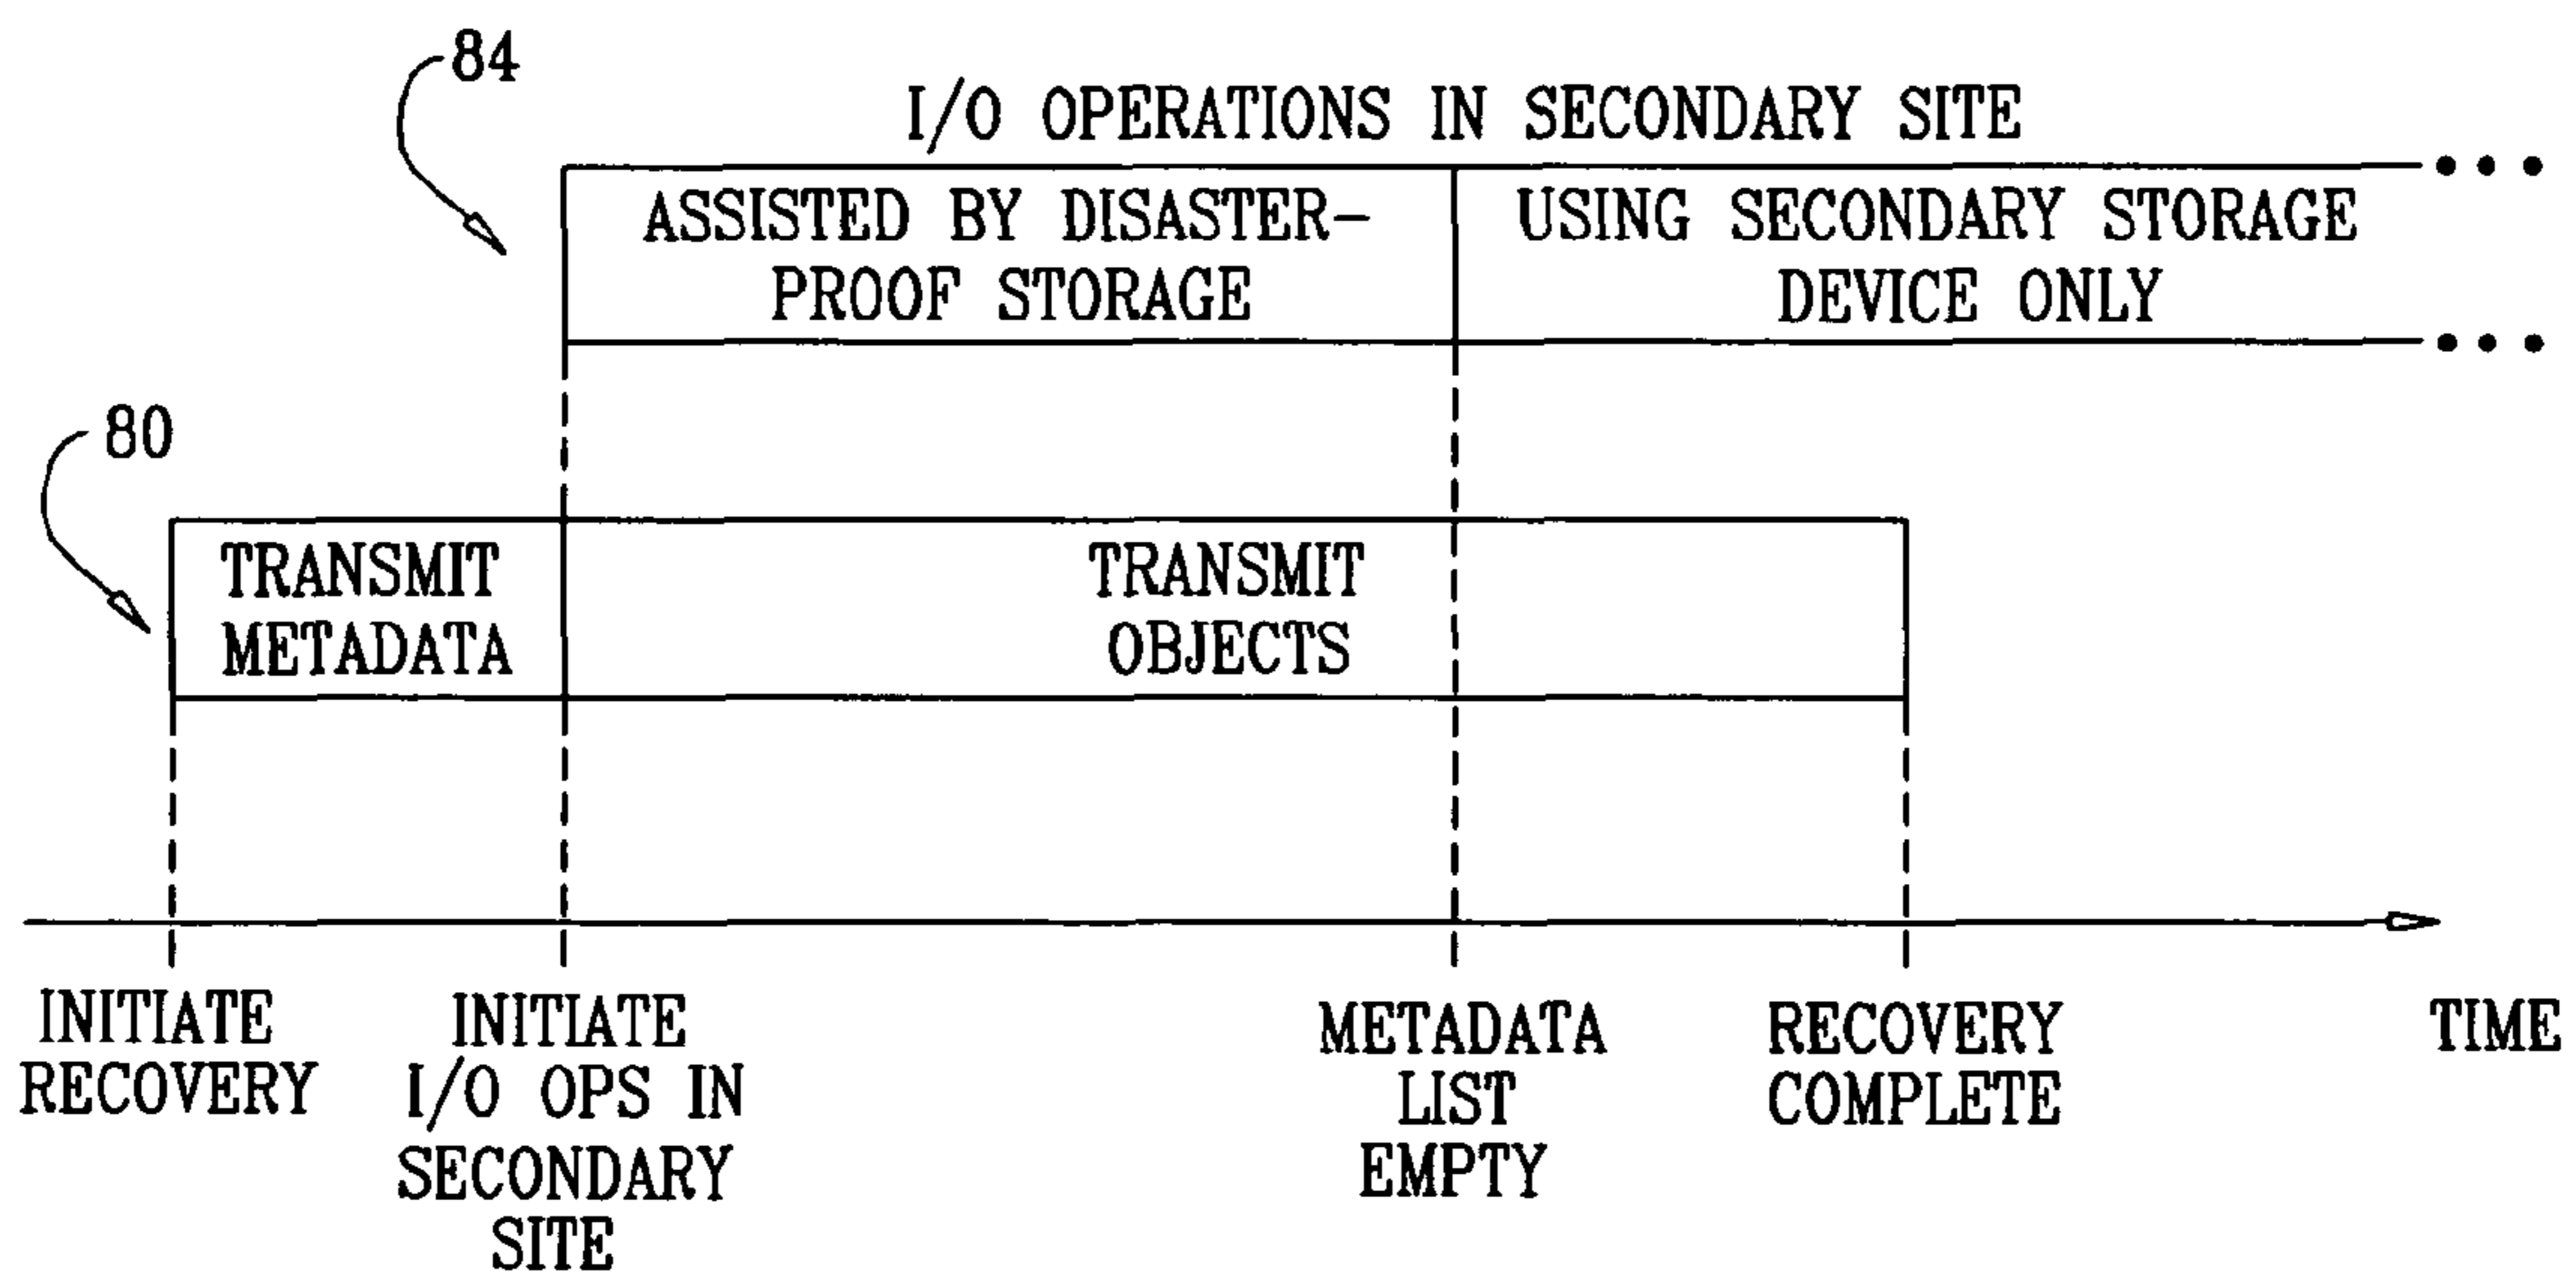 84
I/O OPERATIONS IN SECONDARY SITE
ASSISTED BY DISASTER-
PROOF STORAGE
USING SECONDARY STORAGE
DEVICE ONLY
80
TRANSMIT
METADATA
TRANSMIT
OBJECTS
INITIATE
RECOVERY
INITIATE
I/O OPS IN
SECONDARY
SITE
METADATA
LIST
EMPTY
RECOVERY
COMPLETE
TIME